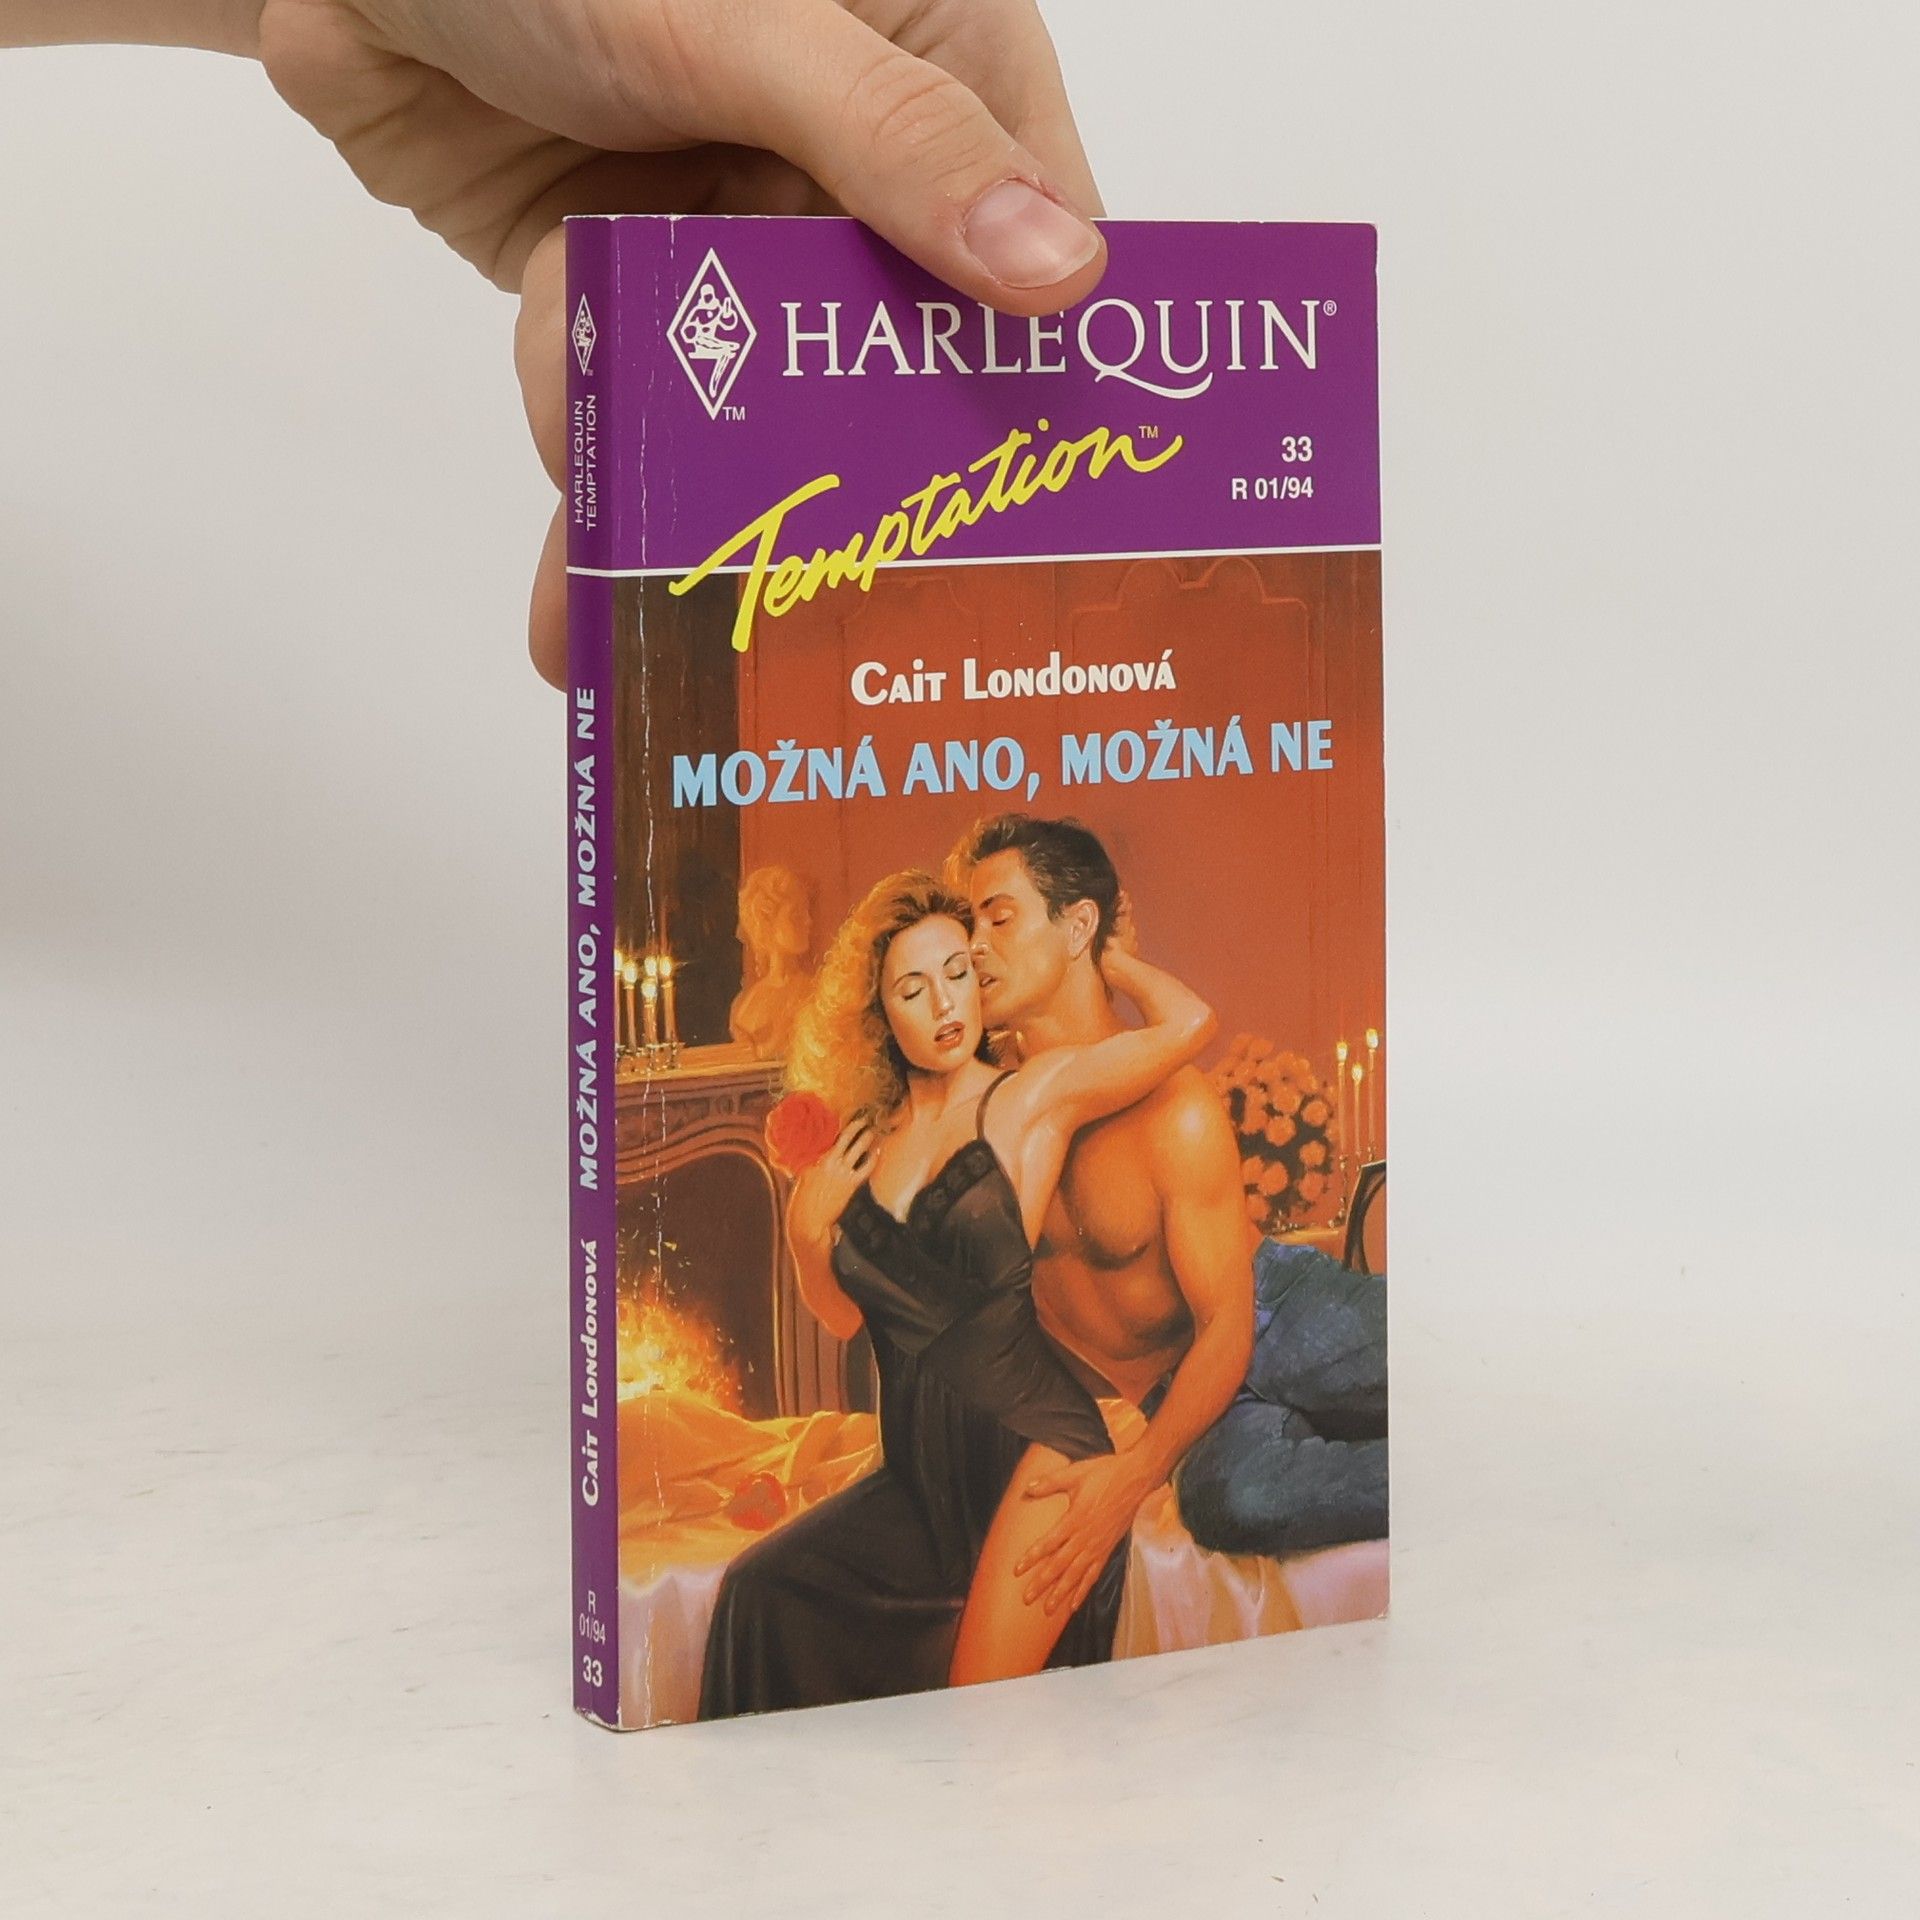 HARLEQUIN®
TM
Temptation™
33
R 01/94
Cait Londonová
MOŽNÁ ANO, MOŽNÁ NE
TM
HARLEQUIN
TEMPTATION
MOŽNÁ ANO, MOŽNÁ NE
Cait Londonová
R
01/94
33